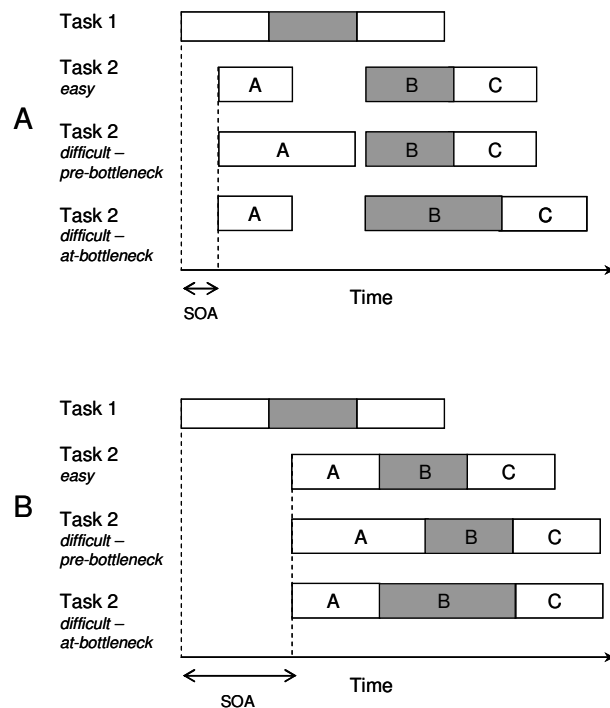 Task 1
Task 2
easy
A
B
C
A
Task 2
difficult –
pre-bottleneck
A
B
C
Task 2
difficult –
at-bottleneck
A
B
C
SOA
Time
Task 1
Task 2
easy
A
B
C
B
Task 2
difficult –
pre-bottleneck
A
B
C
Task 2
difficult –
at-bottleneck
A
B
C
SOA
Time